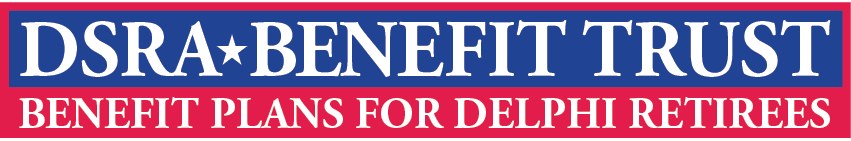 DSRA★BENEFIT TRUST
BENEFIT PLANS FOR DELPHI RETIREES